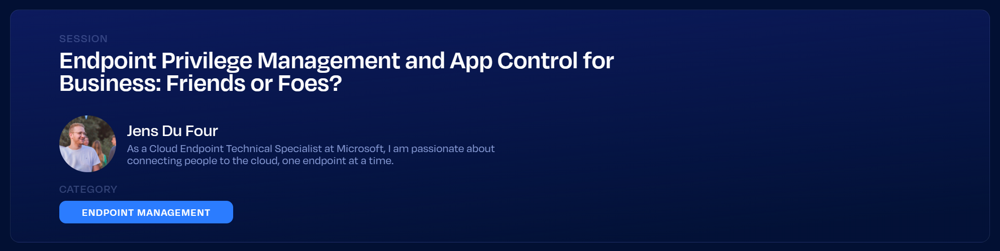 SESSION
Endpoint Privilege Management and App Control for
Business: Friends or Foes?
Jens Du Four
As a Cloud Endpoint Technical Specialist at Microsoft, I am passionate about
connecting people to the cloud, one endpoint at a time.
CATEGORY
ENDPOINT MANAGEMENT